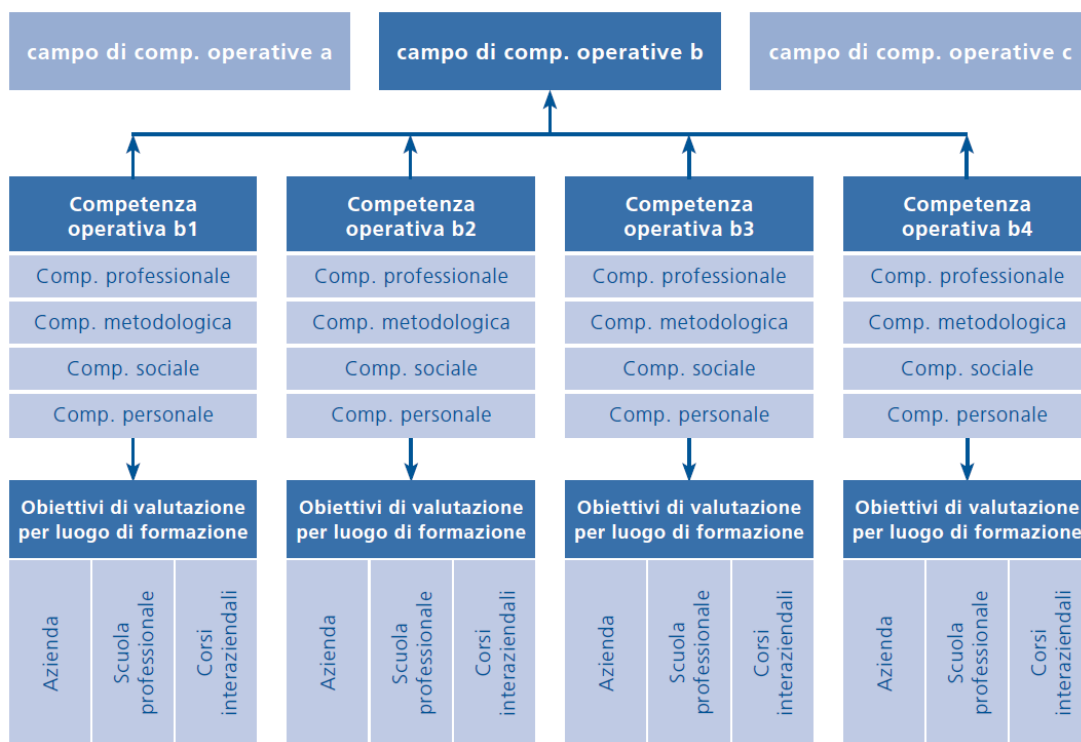 campo di comp. operative a
campo di comp. operative b
campo di comp. operative c
Competenza
operativa b1
Comp. professionale
Comp. metodologica
Comp. sociale
Comp. personale
Obiettivi di valutazione
per luogo di formazione
Azienda
Scuola
professionale
Corsi
interaziendali
Competenza
operativa b2
Comp. professionale
Comp. metodologica
Comp. sociale
Comp. personale
Obiettivi di valutazione
per luogo di formazione
Azienda
Scuola
professionale
Corsi
interaziendali
Competenza
operativa b3
Comp. professionale
Comp. metodologica
Comp. sociale
Comp. personale
Obiettivi di valutazione
per luogo di formazione
Azienda
Scuola
professionale
Corsi
interaziendali
Competenza
operativa b4
Comp. professionale
Comp. metodologica
Comp. sociale
Comp. personale
Obiettivi di valutazione
per luogo di formazione
Azienda
Scuola
professionale
Corsi
interaziendali